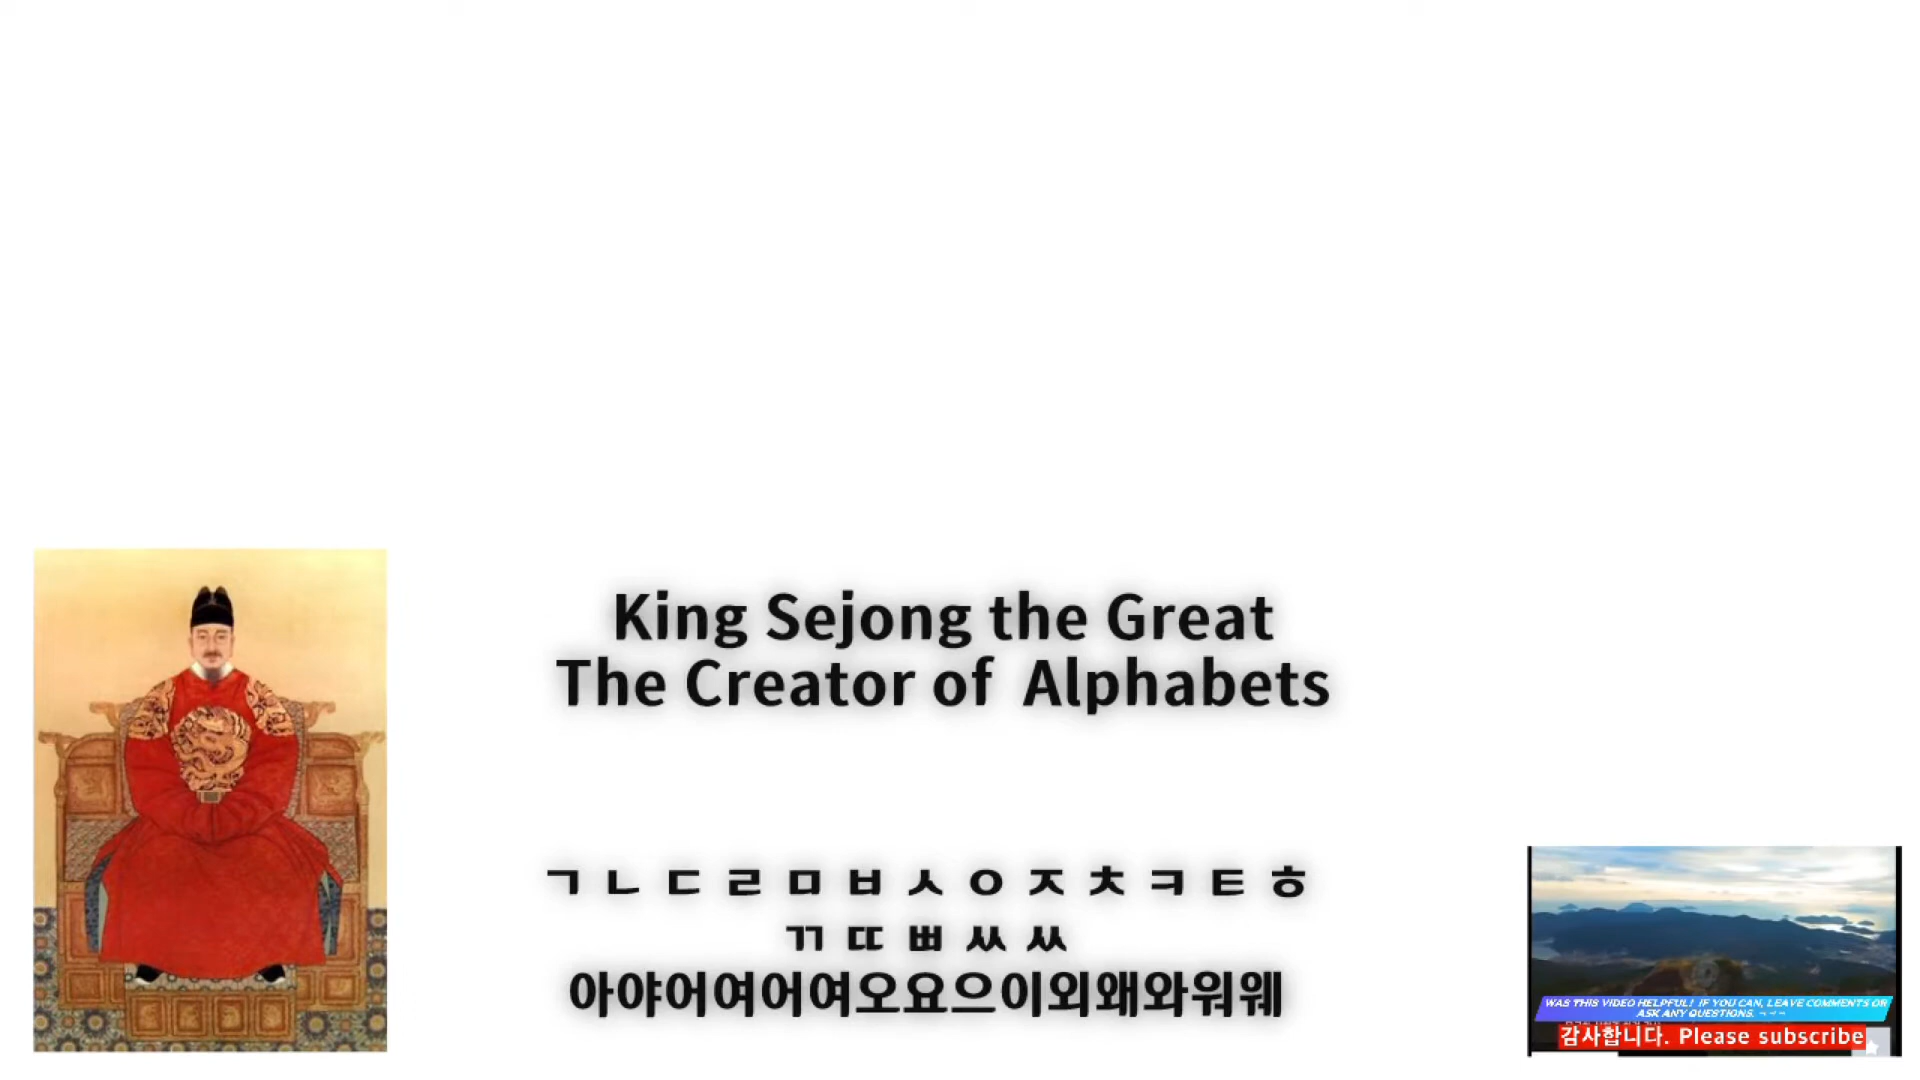 King Sejong the Great
The Creator of Alphabets
ㄱ ㄴ ㄷ ㄹ ㅁ ㅂ ㅅ ㅇ ㅈ ㅊ ㅋ ㅌ ㅎ
ㄲ ㄸ ㅃ ㅆ ㅆ
아야어여어여오요으이외왜와워웨
WAS THIS VIDEO HELPFUL! IF YOU CAN, LEAVE COMMENTS OR
ASK ANY QUESTIONS. ~~~
감사합니다. Please subscribe